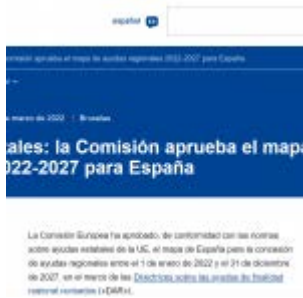 español
Comisión aprueba el mapa de ayudas regionales 2022-2027 para España
de marzo de 2022 | Bruselas
tales: la Comisión aprueba el mapa
022-2027 para España
La Comisión Europea ha aprobado, de conformidad con las normas
sobre ayudas estatales de la UE, el mapa de España para la concesión
de ayudas regionales entre el 1 de enero de 2022 y el 31 de diciembre
de 2027, en el marco de las Directrices sobre las ayudas de finalidad
regional revisadas («DAR»).